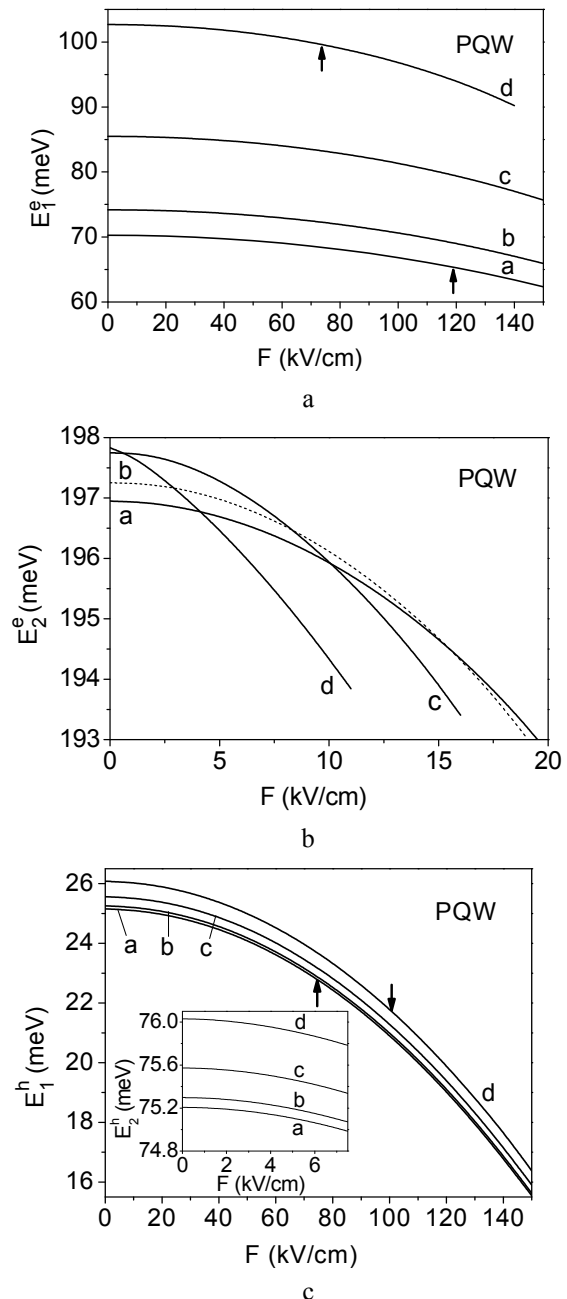 PQW
100
90
80
70
60
E₁ᵉ (meV)
d
c
b
a
0 20 40 60 80 100 120 140
F (kV/cm)
a
198
197
196
195
194
193
E₂ᵉ (meV)
PQW
b
a
d
c
0 5 10 15 20
F (kV/cm)
b
26
24
22
20
18
16
E₁ʰ (meV)
PQW
a b c
d
76.0
75.6
75.2
74.8
E₂ʰ (meV)
d
c
b
a
0 2 4 6
F (kV/cm)
0 20 40 60 80 100 120 140
F (kV/cm)
c